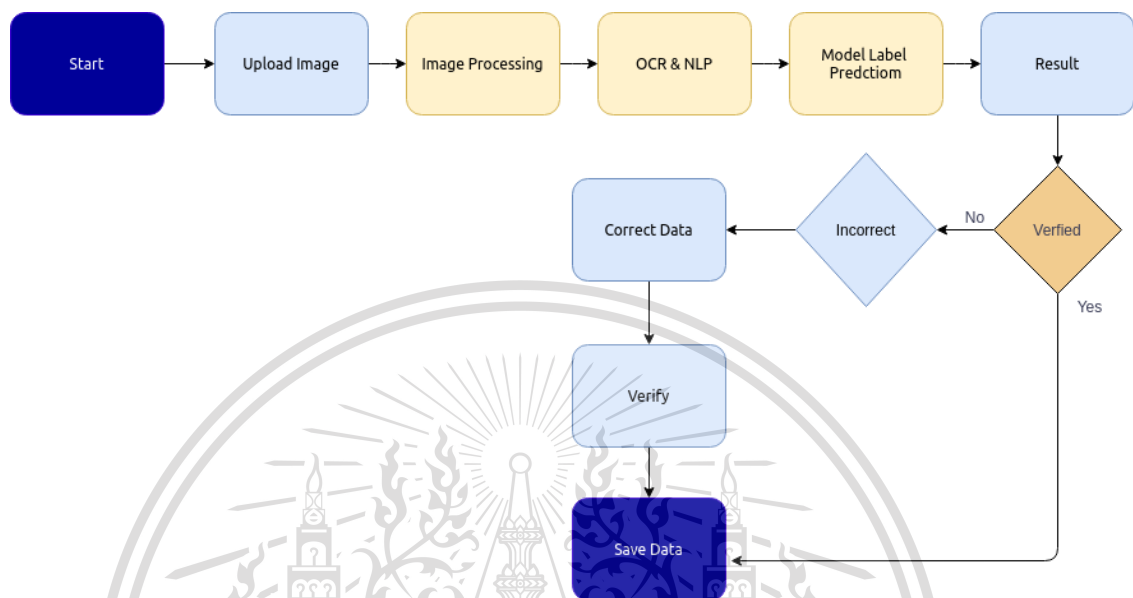 Start
Upload Image
Image Processing
OCR & NLP
Model Label
Predctiom
Result
Verfied
No
Incorrect
Correct Data
Yes
Verify
Save Data